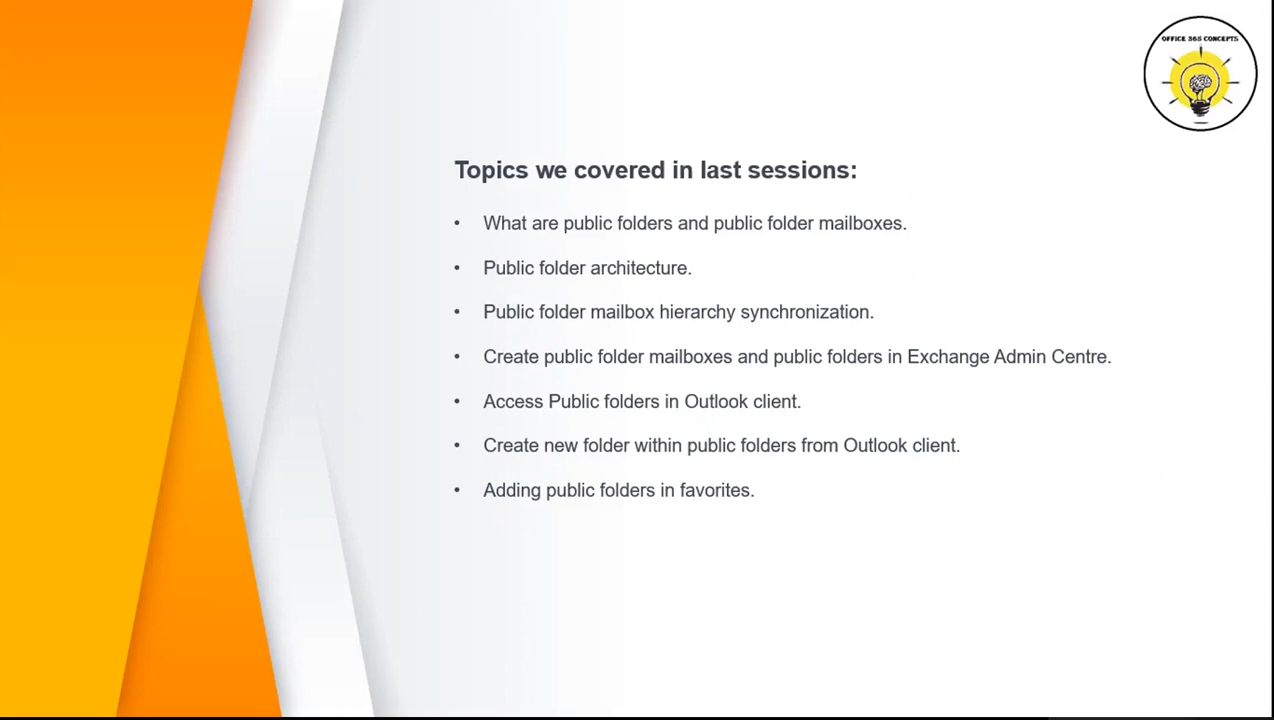 OFFICE 365 CONCEPTS
Topics we covered in last sessions:
• What are public folders and public folder mailboxes.
• Public folder architecture.
• Public folder mailbox hierarchy synchronization.
• Create public folder mailboxes and public folders in Exchange Admin Centre.
• Access Public folders in Outlook client.
• Create new folder within public folders from Outlook client.
• Adding public folders in favorites.